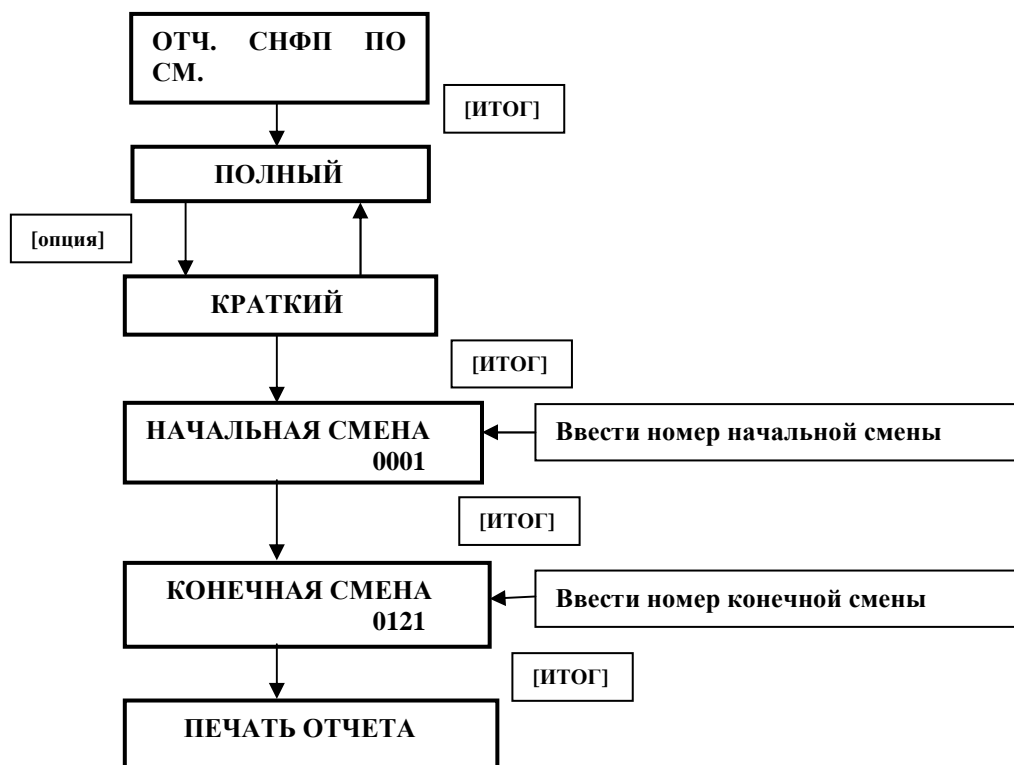 ОТЧ. СНФП ПО
СМ.
[ИТОГ]
ПОЛНЫЙ
[опция]
КРАТКИЙ
[ИТОГ]
НАЧАЛЬНАЯ СМЕНА
0001
Ввести номер начальной смены
[ИТОГ]
КОНЕЧНАЯ СМЕНА
0121
Ввести номер конечной смены
[ИТОГ]
ПЕЧАТЬ ОТЧЕТА